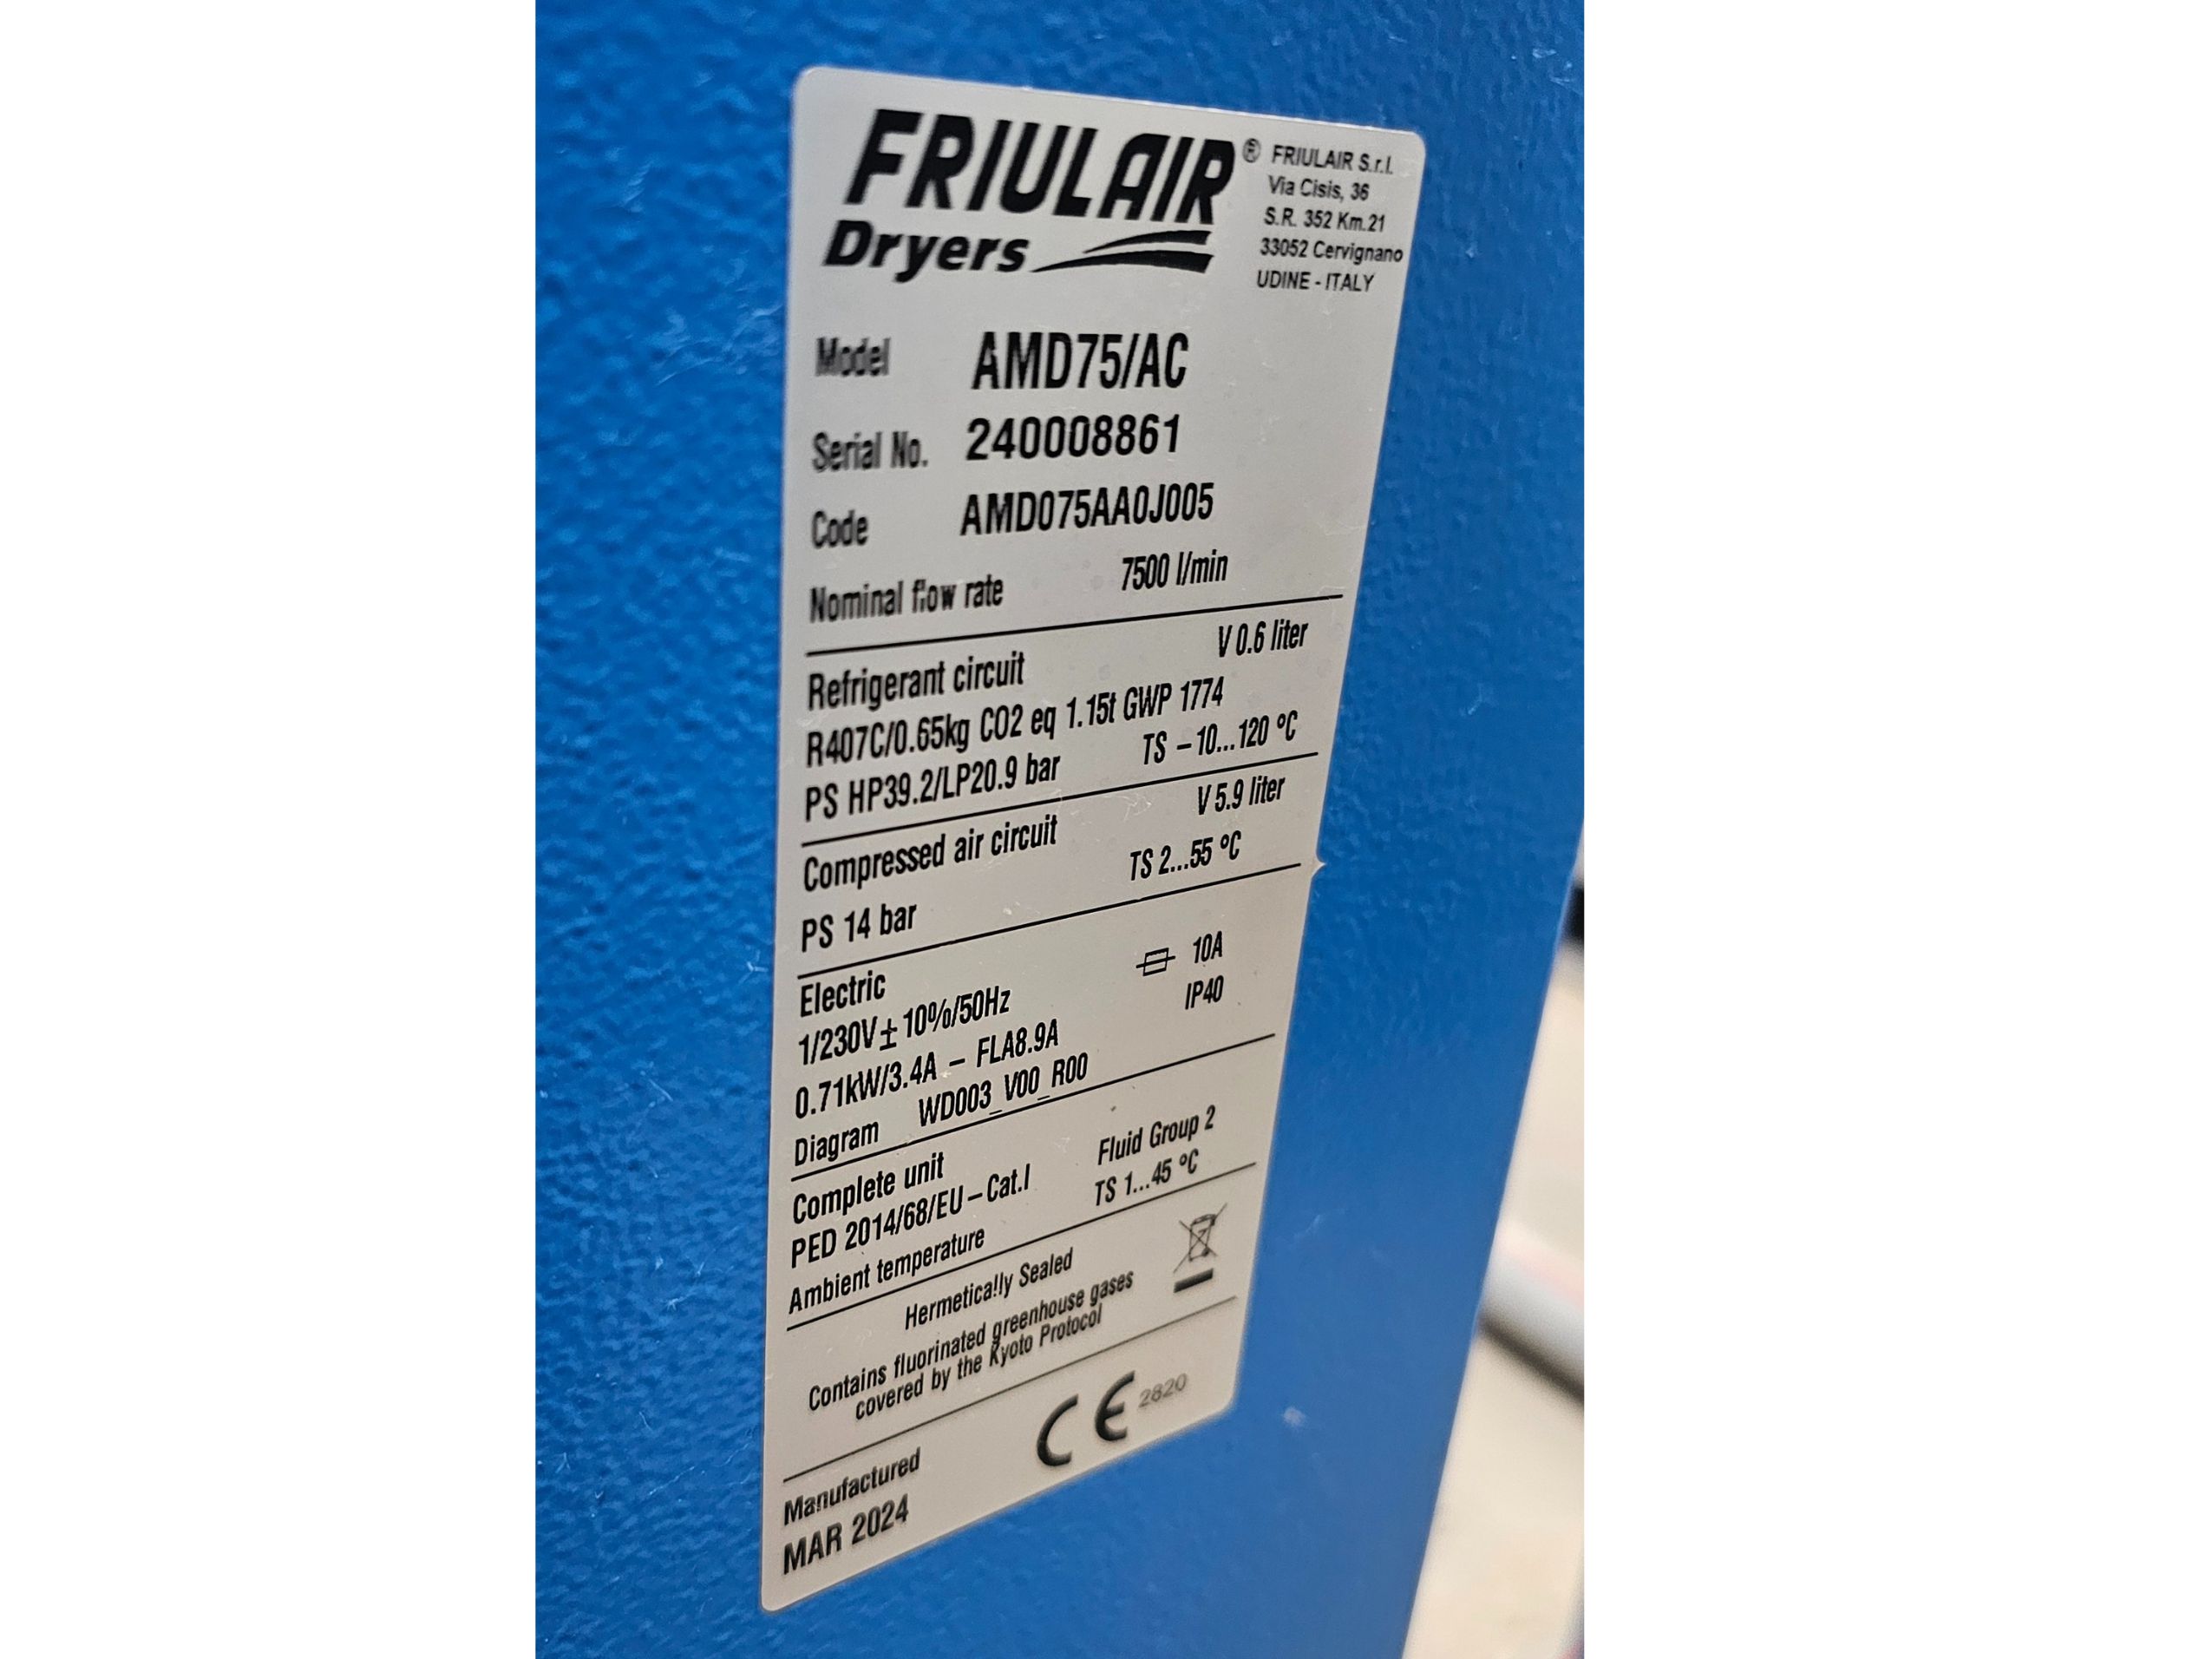 FRIULAIR®
Dryers
FRIULAIR S.r.l.
Via Cisis, 36
S.R. 352 Km.21
33052 Cervignano
UDINE - ITALY
Model AMD75/AC
Serial No. 240008861
Code AMD075AA0J005
Nominal flow rate 7500 l/min
Refrigerant circuit V 0.6 liter
R407C/0.65kg CO2 eq 1.15t GWP 1774
PS HP39.2/LP20.9 bar TS –10...120 °C
Compressed air circuit V 5.9 liter
PS 14 bar TS 2...55 °C
Electric 10A
1/230V±10%/50Hz IP40
0.71kW/3.4A – FLA8.9A
Diagram WD003_V00_R00
Complete unit Fluid Group 2
PED 2014/68/EU–Cat.I
Ambient temperature TS 1...45 °C
Hermetically Sealed
Contains fluorinated greenhouse gases
covered by the Kyoto Protocol
CE 2820
Manufactured
MAR 2024